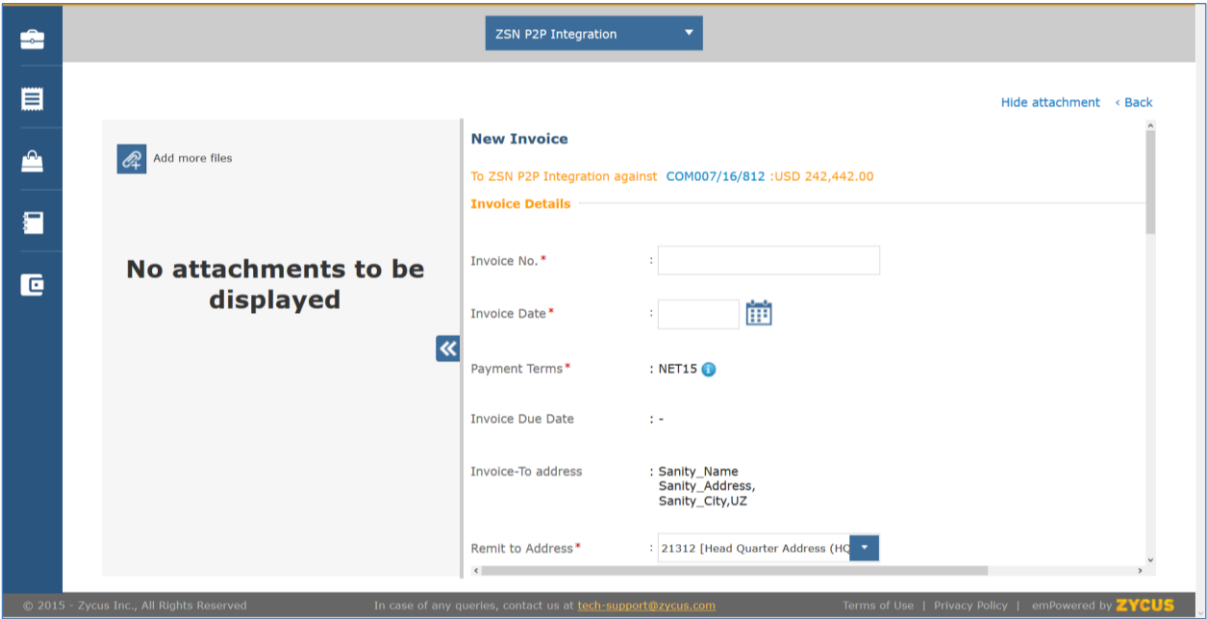 ZSN P2P Integration
Hide attachment ‹ Back
Add more files
No attachments to be
displayed
New Invoice
To ZSN P2P Integration against COM007/16/812 :USD 242,442.00
Invoice Details
Invoice No.* :
Invoice Date* :
Payment Terms* : NET15
Invoice Due Date : -
Invoice-To address : Sanity_Name
Sanity_Address,
Sanity_City,UZ
Remit to Address* : 21312 [Head Quarter Address (HQ
© 2015 - Zycus Inc., All Rights Reserved In case of any queries, contact us at tech-support@zycus.com Terms of Use | Privacy Policy | emPowered by ZYCUS